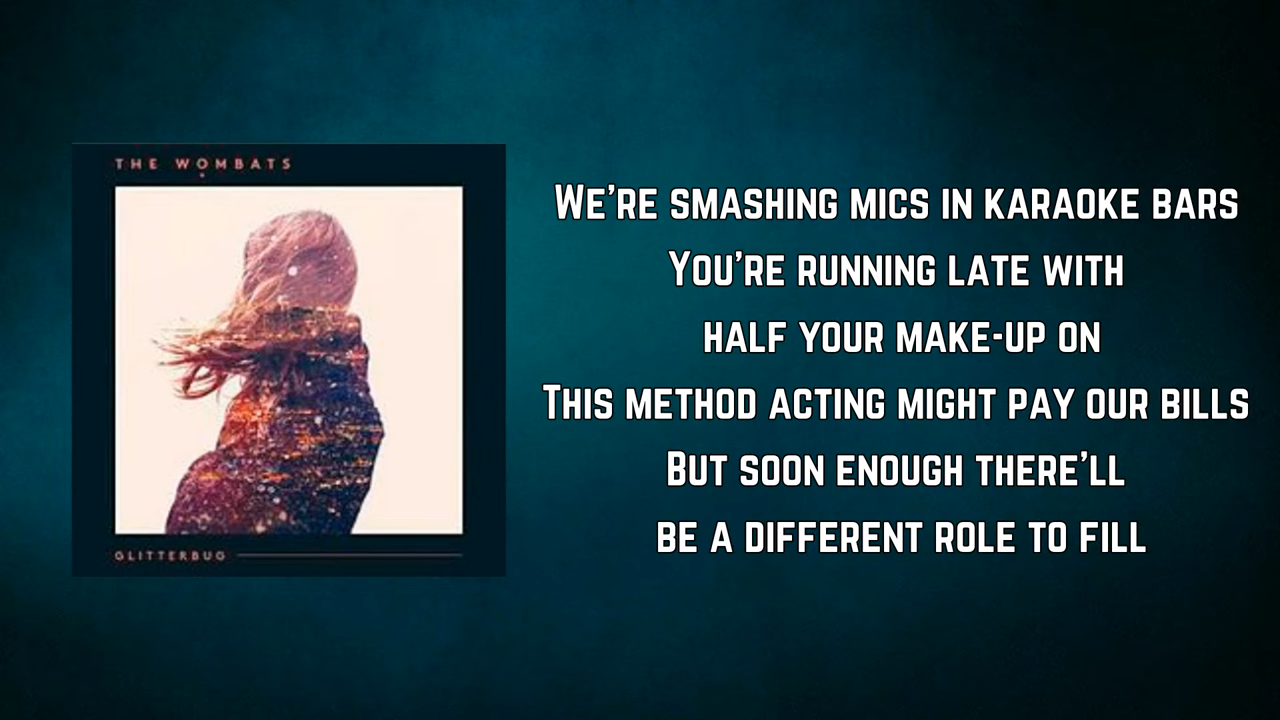 THE WOMBATS
GLITTERBUG
We're smashing mics in karaoke bars
You're running late with
half your make-up on
This method acting might pay our bills
But soon enough there'll
be a different role to fill